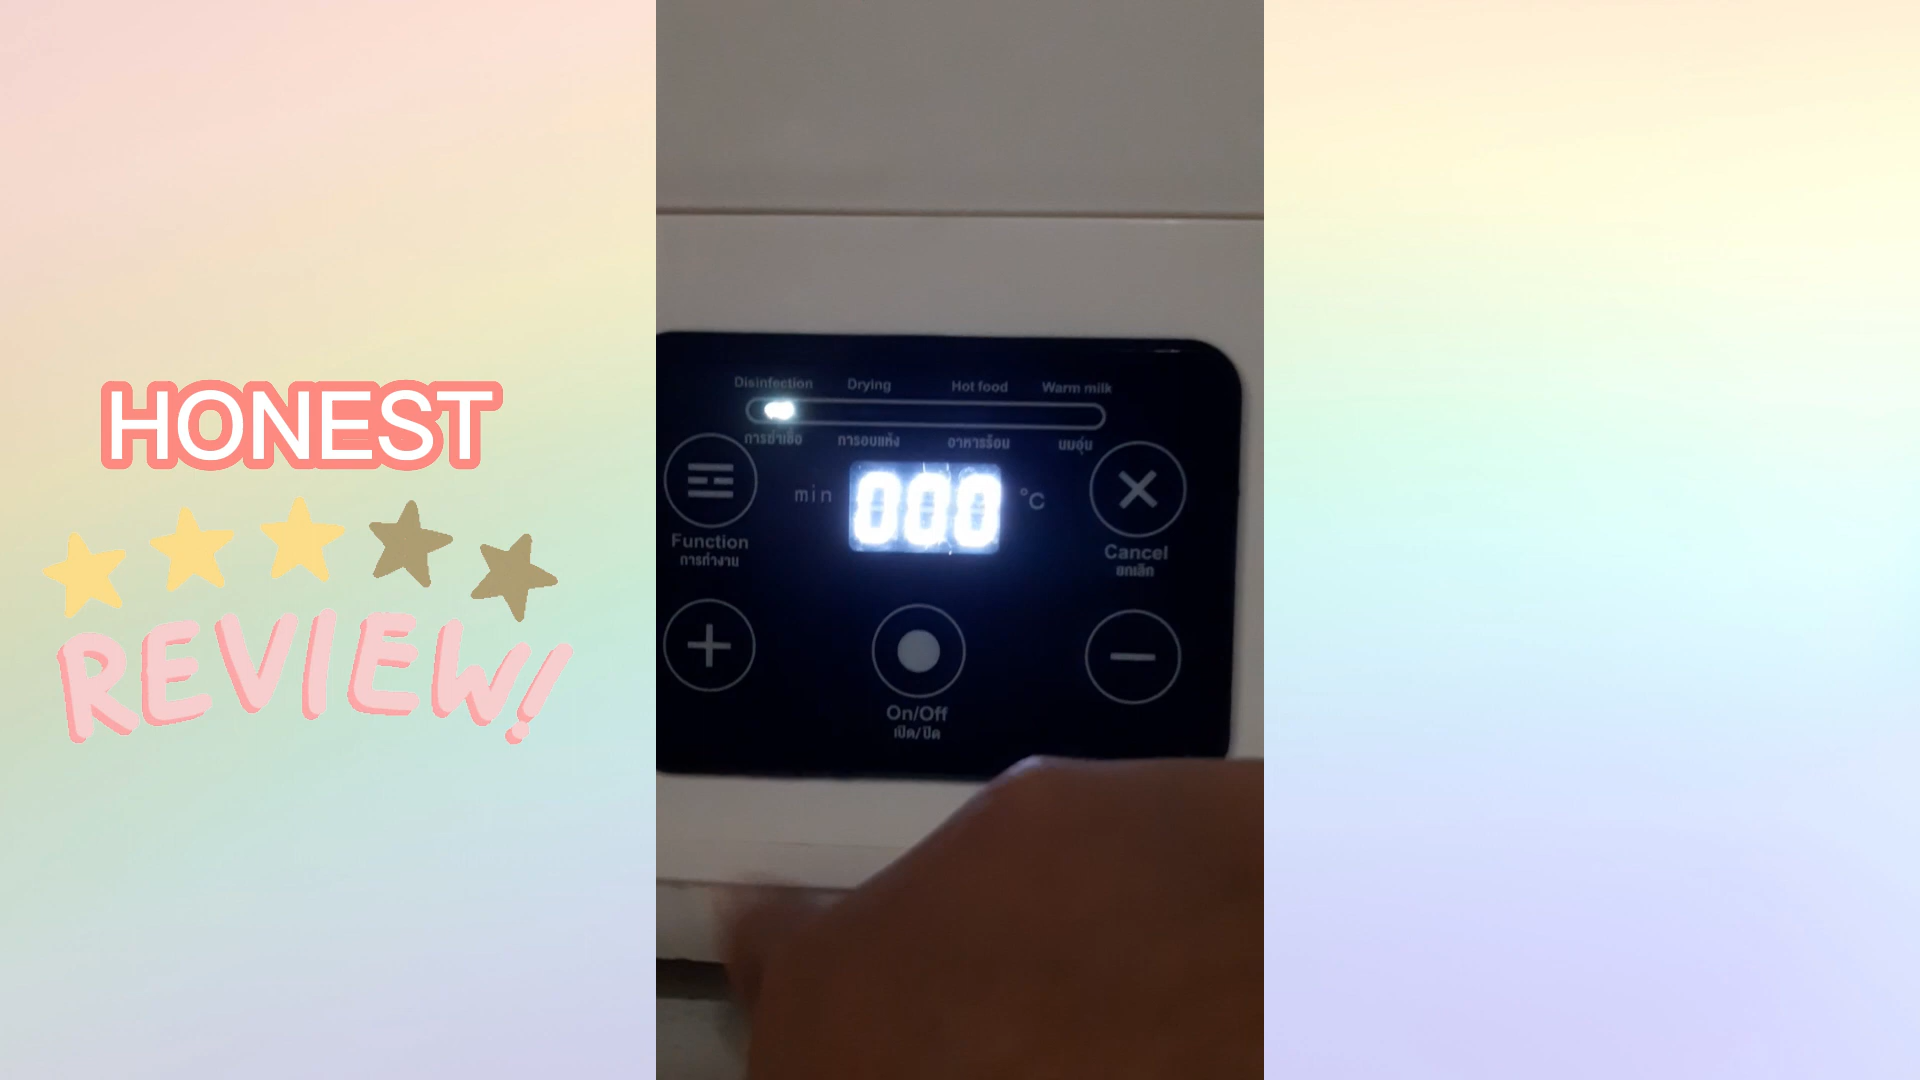 HONEST
REVIEW!
Disinfection Drying Hot food Warm milk
การฆ่าเชื้อ การอบแห้ง อาหารร้อน นมอุ่น
min 000 °C
Function
การทำงาน
Cancel
ยกเลิก
On/Off
เปิด/ปิด